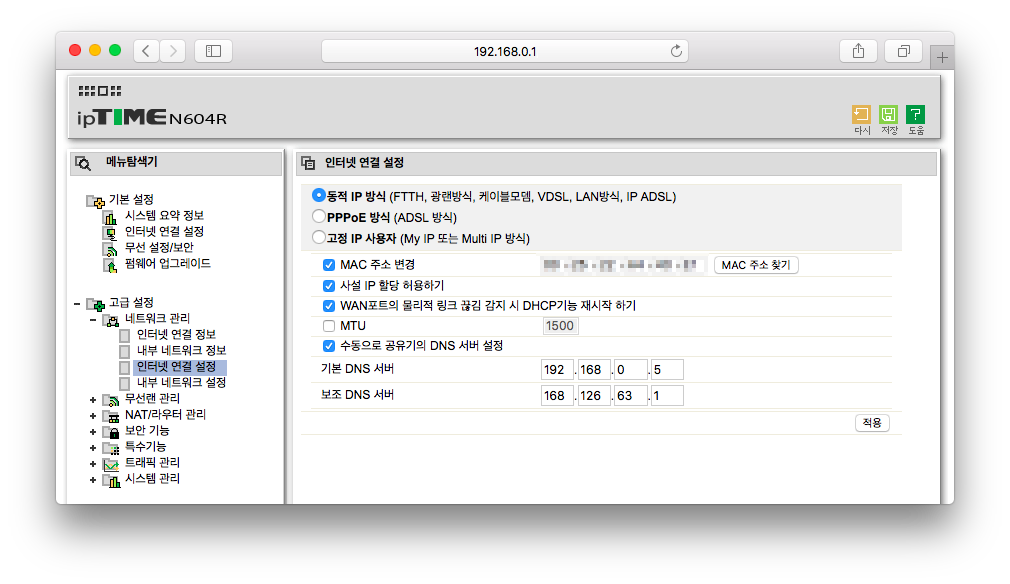 192.168.0.1
ipTIME N604R
다시 저장 도움
메뉴탐색기
기본 설정
시스템 요약 정보
인터넷 연결 설정
무선 설정/보안
펌웨어 업그레이드
고급 설정
네트워크 관리
인터넷 연결 정보
내부 네트워크 정보
인터넷 연결 설정
내부 네트워크 설정
무선랜 관리
NAT/라우터 관리
보안 기능
특수기능
트래픽 관리
시스템 관리
인터넷 연결 설정
동적 IP 방식 (FTTH, 광랜방식, 케이블모뎀, VDSL, LAN방식, IP ADSL)
PPPoE 방식 (ADSL 방식)
고정 IP 사용자 (My IP 또는 Multi IP 방식)
MAC 주소 변경 MAC 주소 찾기
사설 IP 할당 허용하기
WAN포트의 물리적 링크 끊김 감지 시 DHCP기능 재시작 하기
MTU 1500
수동으로 공유기의 DNS 서버 설정
기본 DNS 서버 192 . 168 . 0 . 5
보조 DNS 서버 168 . 126 . 63 . 1
적용